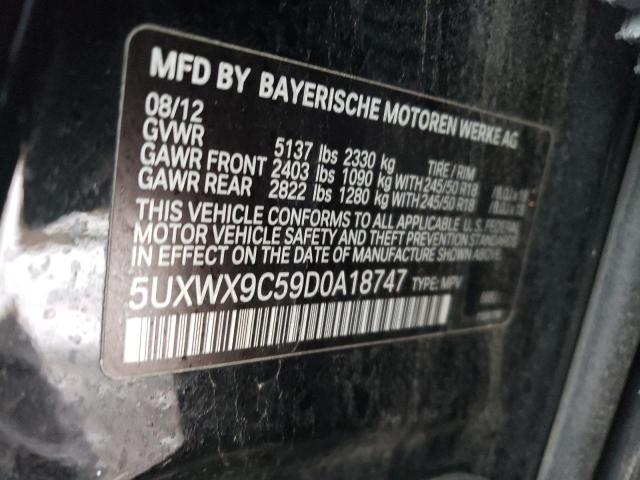 MFD BY BAYERISCHE MOTOREN WERKE AG
08/12
GVWR 5137 lbs 2330 kg TIRE / RIM
GAWR FRONT 2403 lbs 1090 kg WITH 245/50 R18
GAWR REAR 2822 lbs 1280 kg WITH 245/50 R18
THIS VEHICLE CONFORMS TO ALL APPLICABLE U.S. FEDERAL
MOTOR VEHICLE SAFETY AND THEFT PREVENTION STANDARDS
IN EFFECT ON THE DATE OF MANUFACTURE SHOWN ABOVE.
5UXWX9C59D0A18747 TYPE: MPV